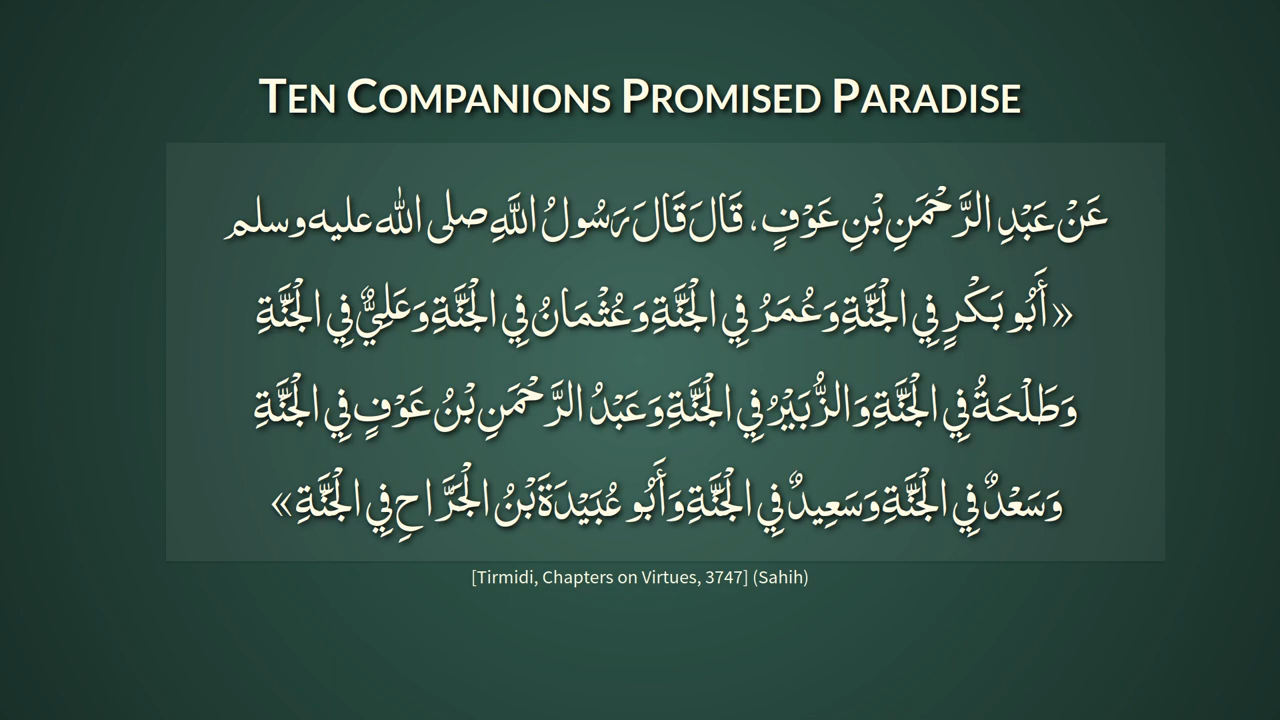 TEN COMPANIONS PROMISED PARADISE
عَنْ عَبْدِ الرَّحْمَنِ بْنِ عَوْفٍ، قَالَ قَالَ رَسُولُ اللَّهِ صلى الله عليه وسلم
«أَبُو بَكْرٍ فِي الْجَنَّةِ وَعُمَرُ فِي الْجَنَّةِ وَعُثْمَانُ فِي الْجَنَّةِ وَعَلِيٌّ فِي الْجَنَّةِ
وَطَلْحَةُ فِي الْجَنَّةِ وَالزُّبَيْرُ فِي الْجَنَّةِ وَعَبْدُ الرَّحْمَنِ بْنُ عَوْفٍ فِي الْجَنَّةِ
وَسَعْدٌ فِي الْجَنَّةِ وَسَعِيدٌ فِي الْجَنَّةِ وَأَبُو عُبَيْدَةَ بْنُ الْجَرَّاحِ فِي الْجَنَّةِ»
[Tirmidi, Chapters on Virtues, 3747] (Sahih)